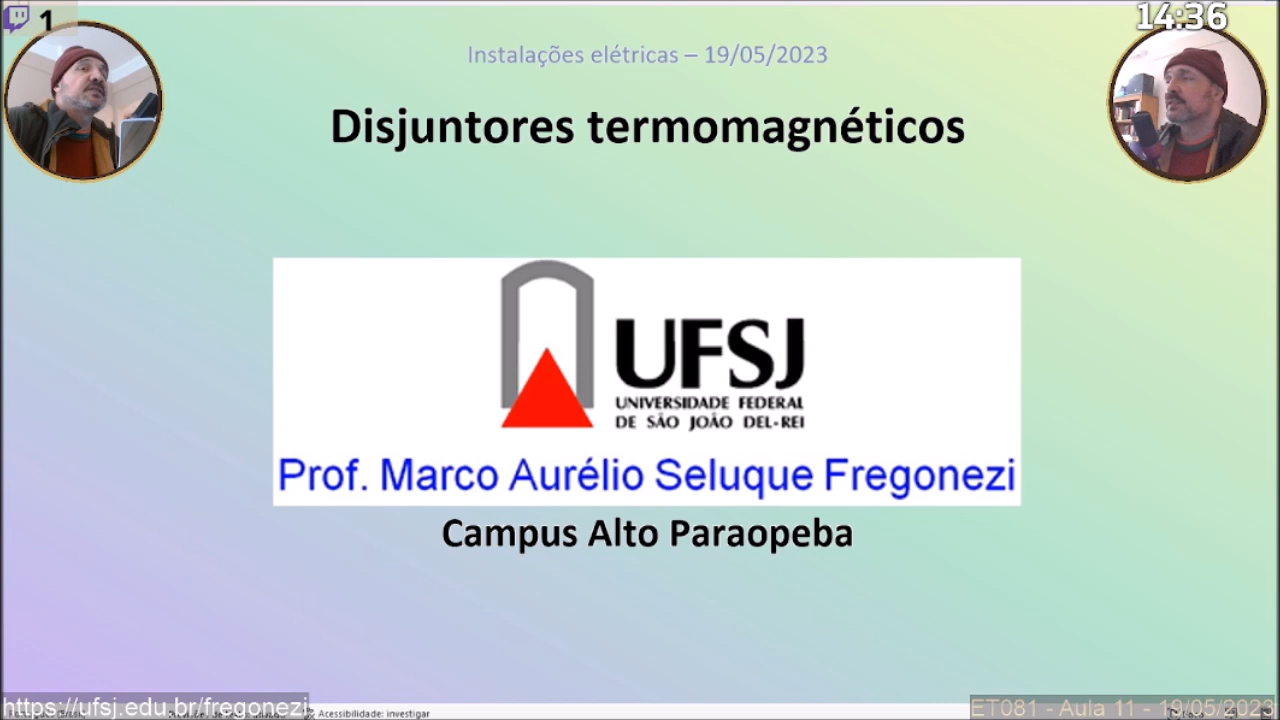 1
14:36
Instalações elétricas – 19/05/2023
Disjuntores termomagnéticos
UFSJ
UNIVERSIDADE FEDERAL
DE SÃO JOÃO DEL-REI
Prof. Marco Aurélio Seluque Fregonezi
Campus Alto Paraopeba
https://ufsj.edu.br/fregonezi
Acessibilidade: investigar
ET081 - Aula 11 - 19/05/2023